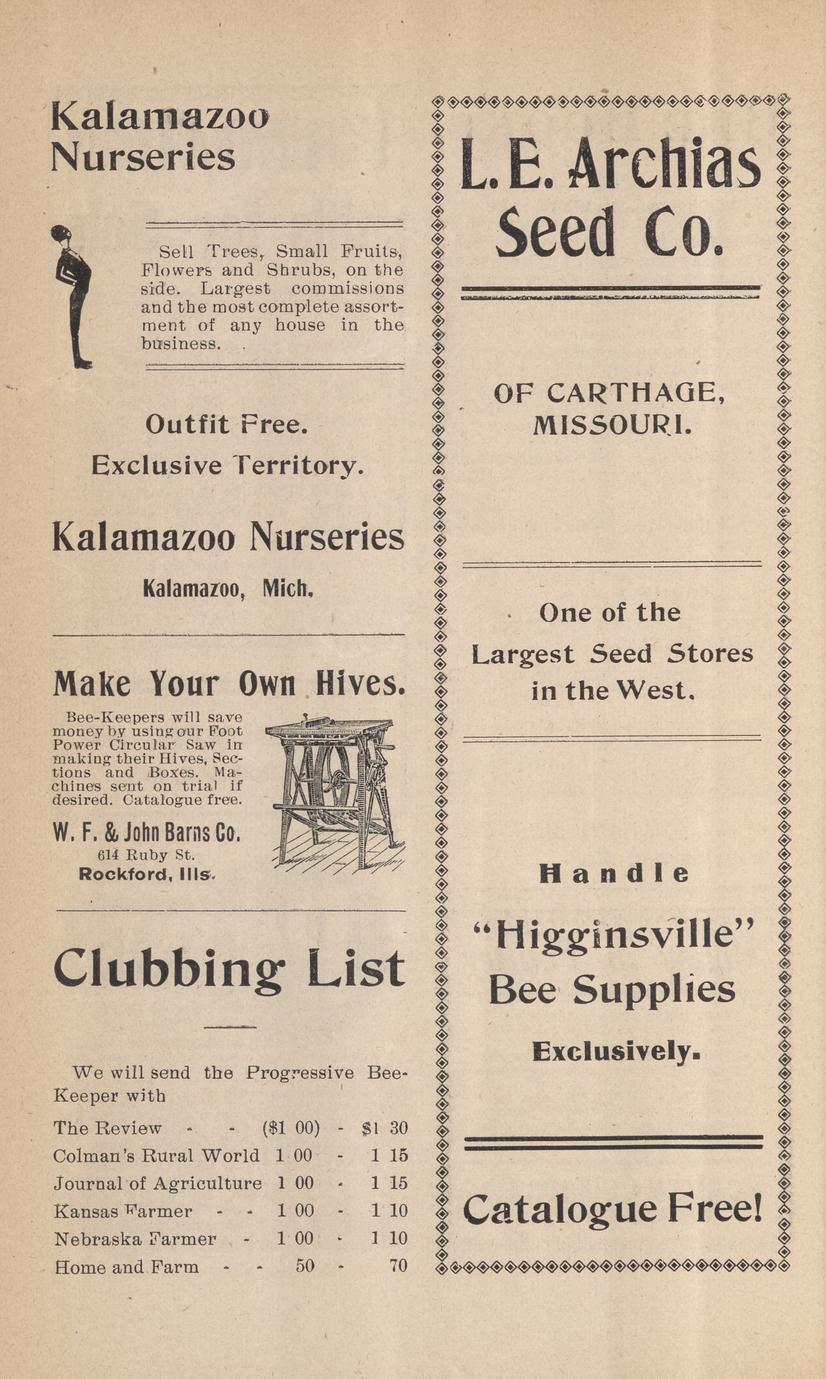 Kalamazoo
Nurseries
Sell Trees, Small Fruits,
Flowers and Shrubs, on the
side. Largest commissions
and the most complete assort-
ment of any house in the
business.
Outfit Free.
Exclusive Territory.
Kalamazoo Nurseries
Kalamazoo, Mich.
Make Your Own Hives.
Bee-Keepers will save
money by using our Foot
Power Circular Saw in
making their Hives, Sec-
tions and Boxes. Ma-
chines sent on trial if
desired. Catalogue free.
W. F. & John Barns Co.
614 Ruby St.
Rockford, Ills.
Clubbing List
We will send the Progressive Bee-
Keeper with
The Review - - ($1 00) - $1 30
Colman's Rural World 1 00 - 1 15
Journal of Agriculture 1 00 - 1 15
Kansas Farmer - - 1 00 - 1 10
Nebraska Farmer - 1 00 - 1 10
Home and Farm - - 50 - 70
L. E. Archias
Seed Co.
OF CARTHAGE,
MISSOURI.
One of the
Largest Seed Stores
in the West.
Handle
"Higginsville"
Bee Supplies
Exclusively.
Catalogue Free!